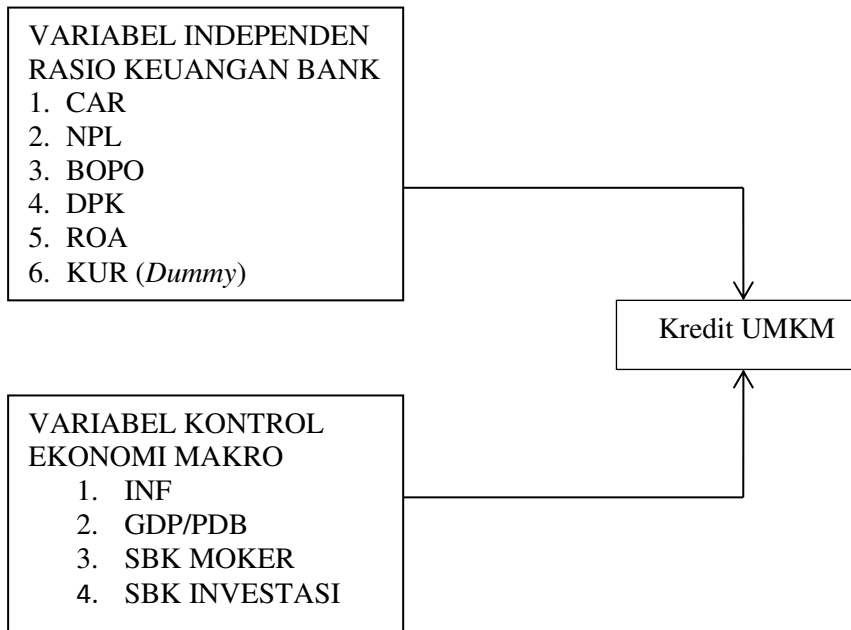 VARIABEL INDEPENDEN
RASIO KEUANGAN BANK
1. CAR
2. NPL
3. BOPO
4. DPK
5. ROA
6. KUR (Dummy)
Kredit UMKM
VARIABEL KONTROL
EKONOMI MAKRO
1. INF
2. GDP/PDB
3. SBK MOKER
4. SBK INVESTASI